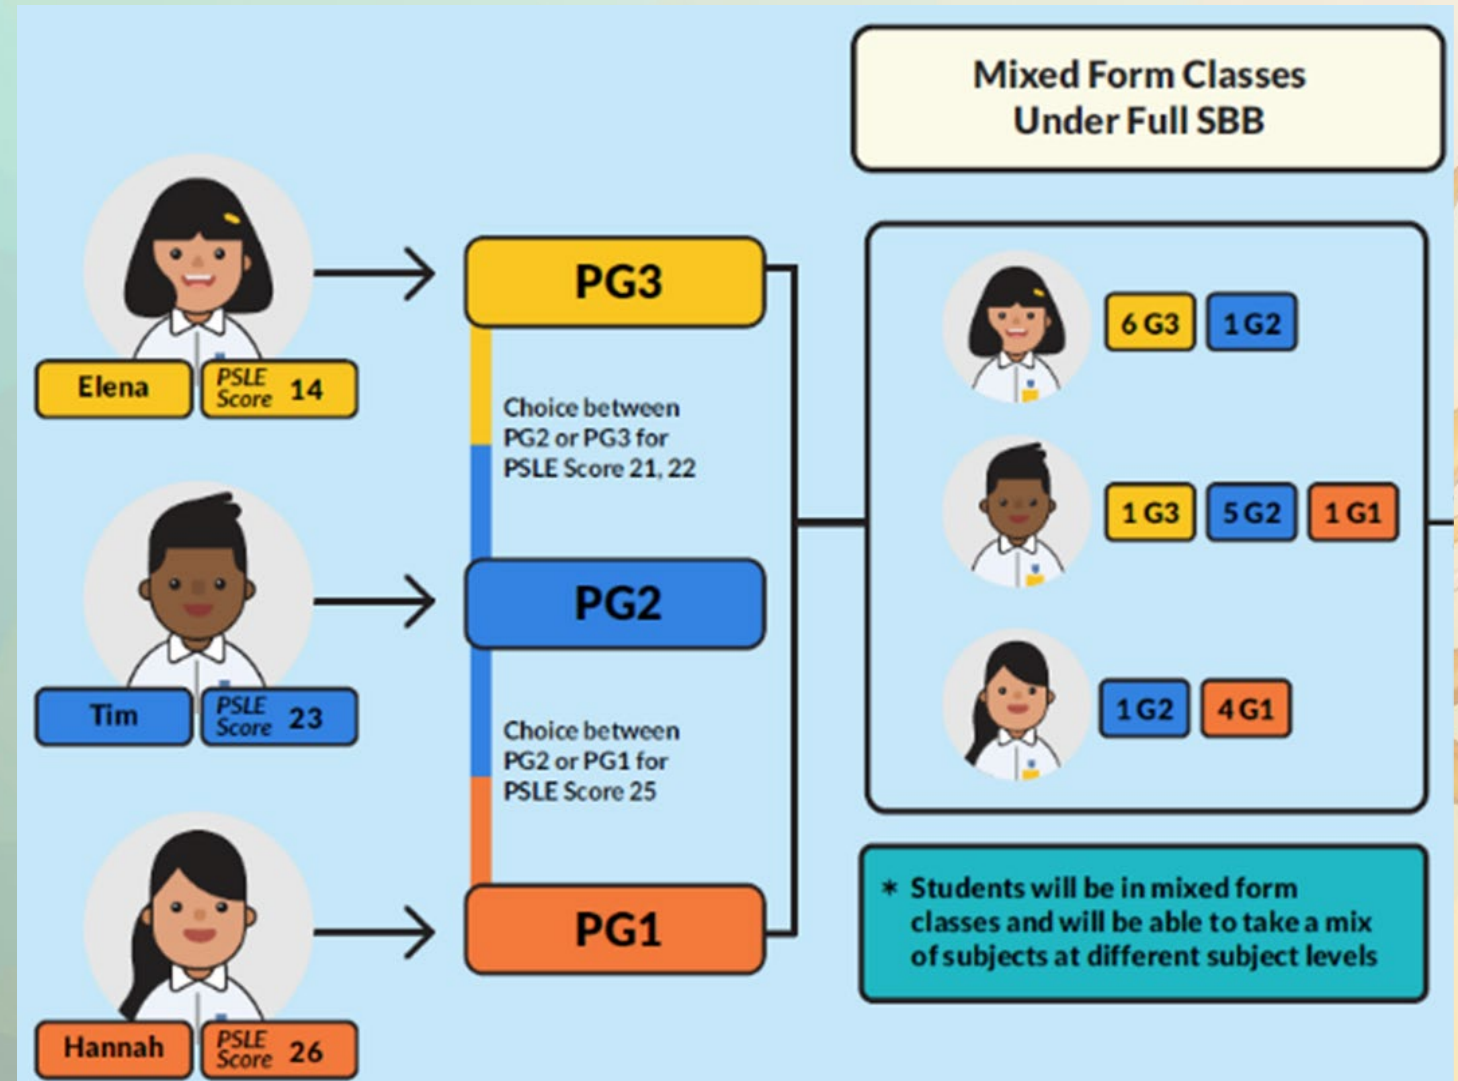 Mixed Form Classes
Under Full SBB
Elena
PSLE
Score 14
PG3
Choice between
PG2 or PG3 for
PSLE Score 21, 22
Tim
PSLE
Score 23
PG2
Choice between
PG2 or PG1 for
PSLE Score 25
Hannah
PSLE
Score 26
PG1
6 G3 1 G2
1 G3 5 G2 1 G1
1 G2 4 G1
* Students will be in mixed form
classes and will be able to take a mix
of subjects at different subject levels